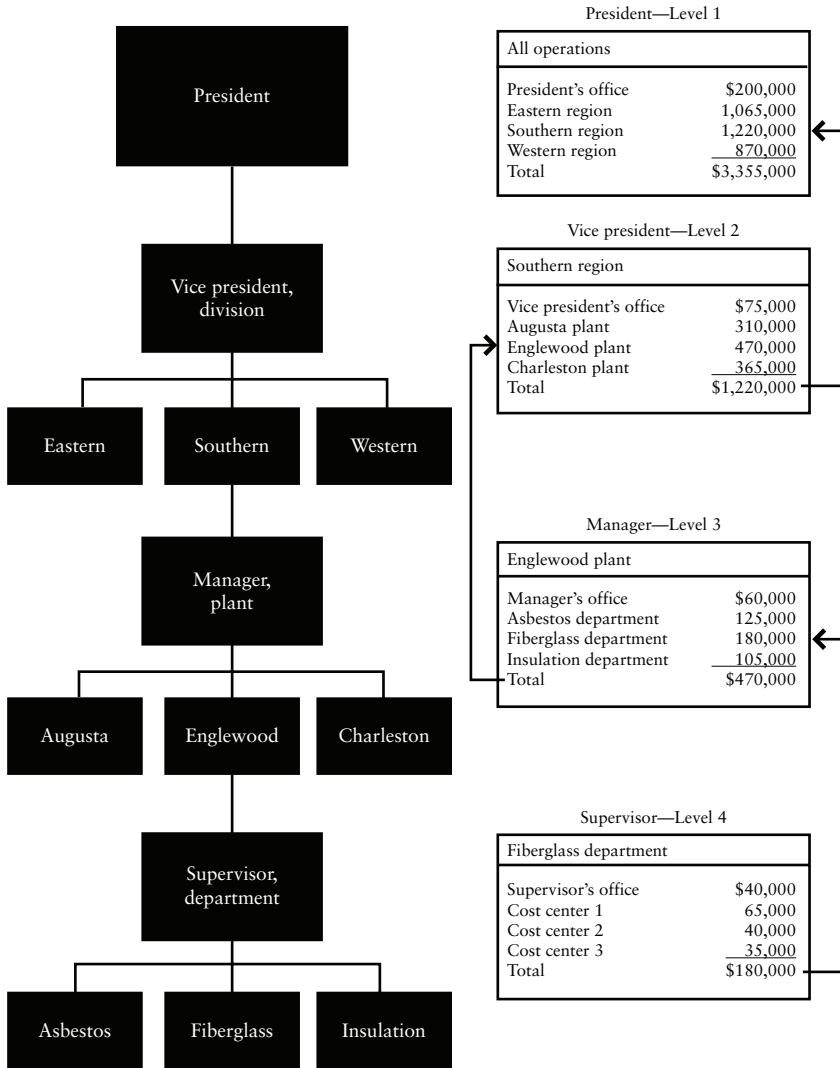 President
Vice president,
division
Eastern
Southern
Western
Manager,
plant
Augusta
Englewood
Charleston
Supervisor,
department
Asbestos
Fiberglass
Insulation
President—Level 1
All operations
President's office $200,000
Eastern region 1,065,000
Southern region 1,220,000
Western region 870,000
Total $3,355,000
Vice president—Level 2
Southern region
Vice president's office $75,000
Augusta plant 310,000
Englewood plant 470,000
Charleston plant 365,000
Total $1,220,000
Manager—Level 3
Englewood plant
Manager's office $60,000
Asbestos department 125,000
Fiberglass department 180,000
Insulation department 105,000
Total $470,000
Supervisor—Level 4
Fiberglass department
Supervisor's office $40,000
Cost center 1 65,000
Cost center 2 40,000
Cost center 3 35,000
Total $180,000